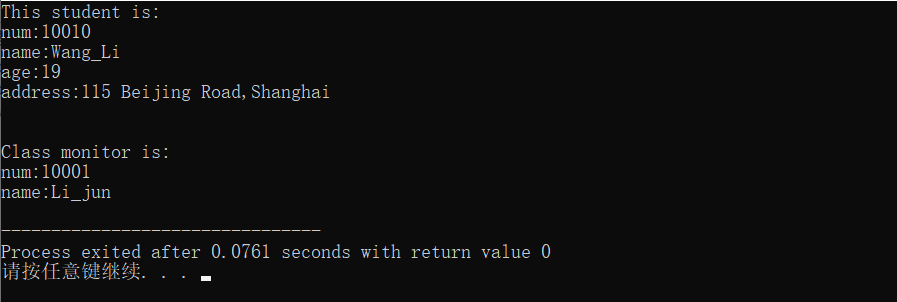 This student is:
num:10010
name:Wang_Li
age:19
address:115 Beijing Road,Shanghai
Class monitor is:
num:10001
name:Li_jun
--------------------------------
Process exited after 0.0761 seconds with return value 0
请按任意键继续. . .